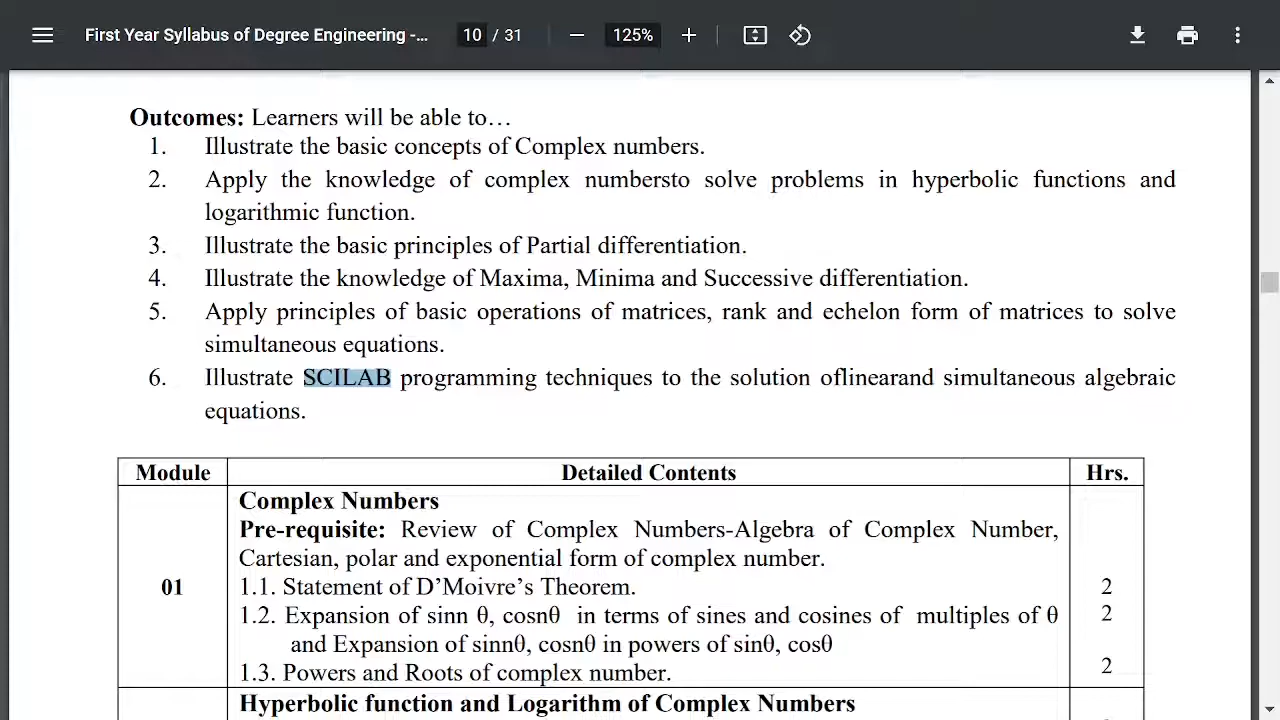 First Year Syllabus of Degree Engineering -... 10 / 31 125%
Outcomes: Learners will be able to…
1. Illustrate the basic concepts of Complex numbers.
2. Apply the knowledge of complex numbersto solve problems in hyperbolic functions and
logarithmic function.
3. Illustrate the basic principles of Partial differentiation.
4. Illustrate the knowledge of Maxima, Minima and Successive differentiation.
5. Apply principles of basic operations of matrices, rank and echelon form of matrices to solve
simultaneous equations.
6. Illustrate SCILAB programming techniques to the solution oflinearand simultaneous algebraic
equations.
Module Detailed Contents Hrs.
Complex Numbers
Pre-requisite: Review of Complex Numbers-Algebra of Complex Number,
Cartesian, polar and exponential form of complex number.
01 1.1. Statement of D’Moivre’s Theorem. 2
1.2. Expansion of sinn θ, cosnθ in terms of sines and cosines of multiples of θ 2
and Expansion of sinnθ, cosnθ in powers of sinθ, cosθ
1.3. Powers and Roots of complex number. 2
Hyperbolic function and Logarithm of Complex Numbers